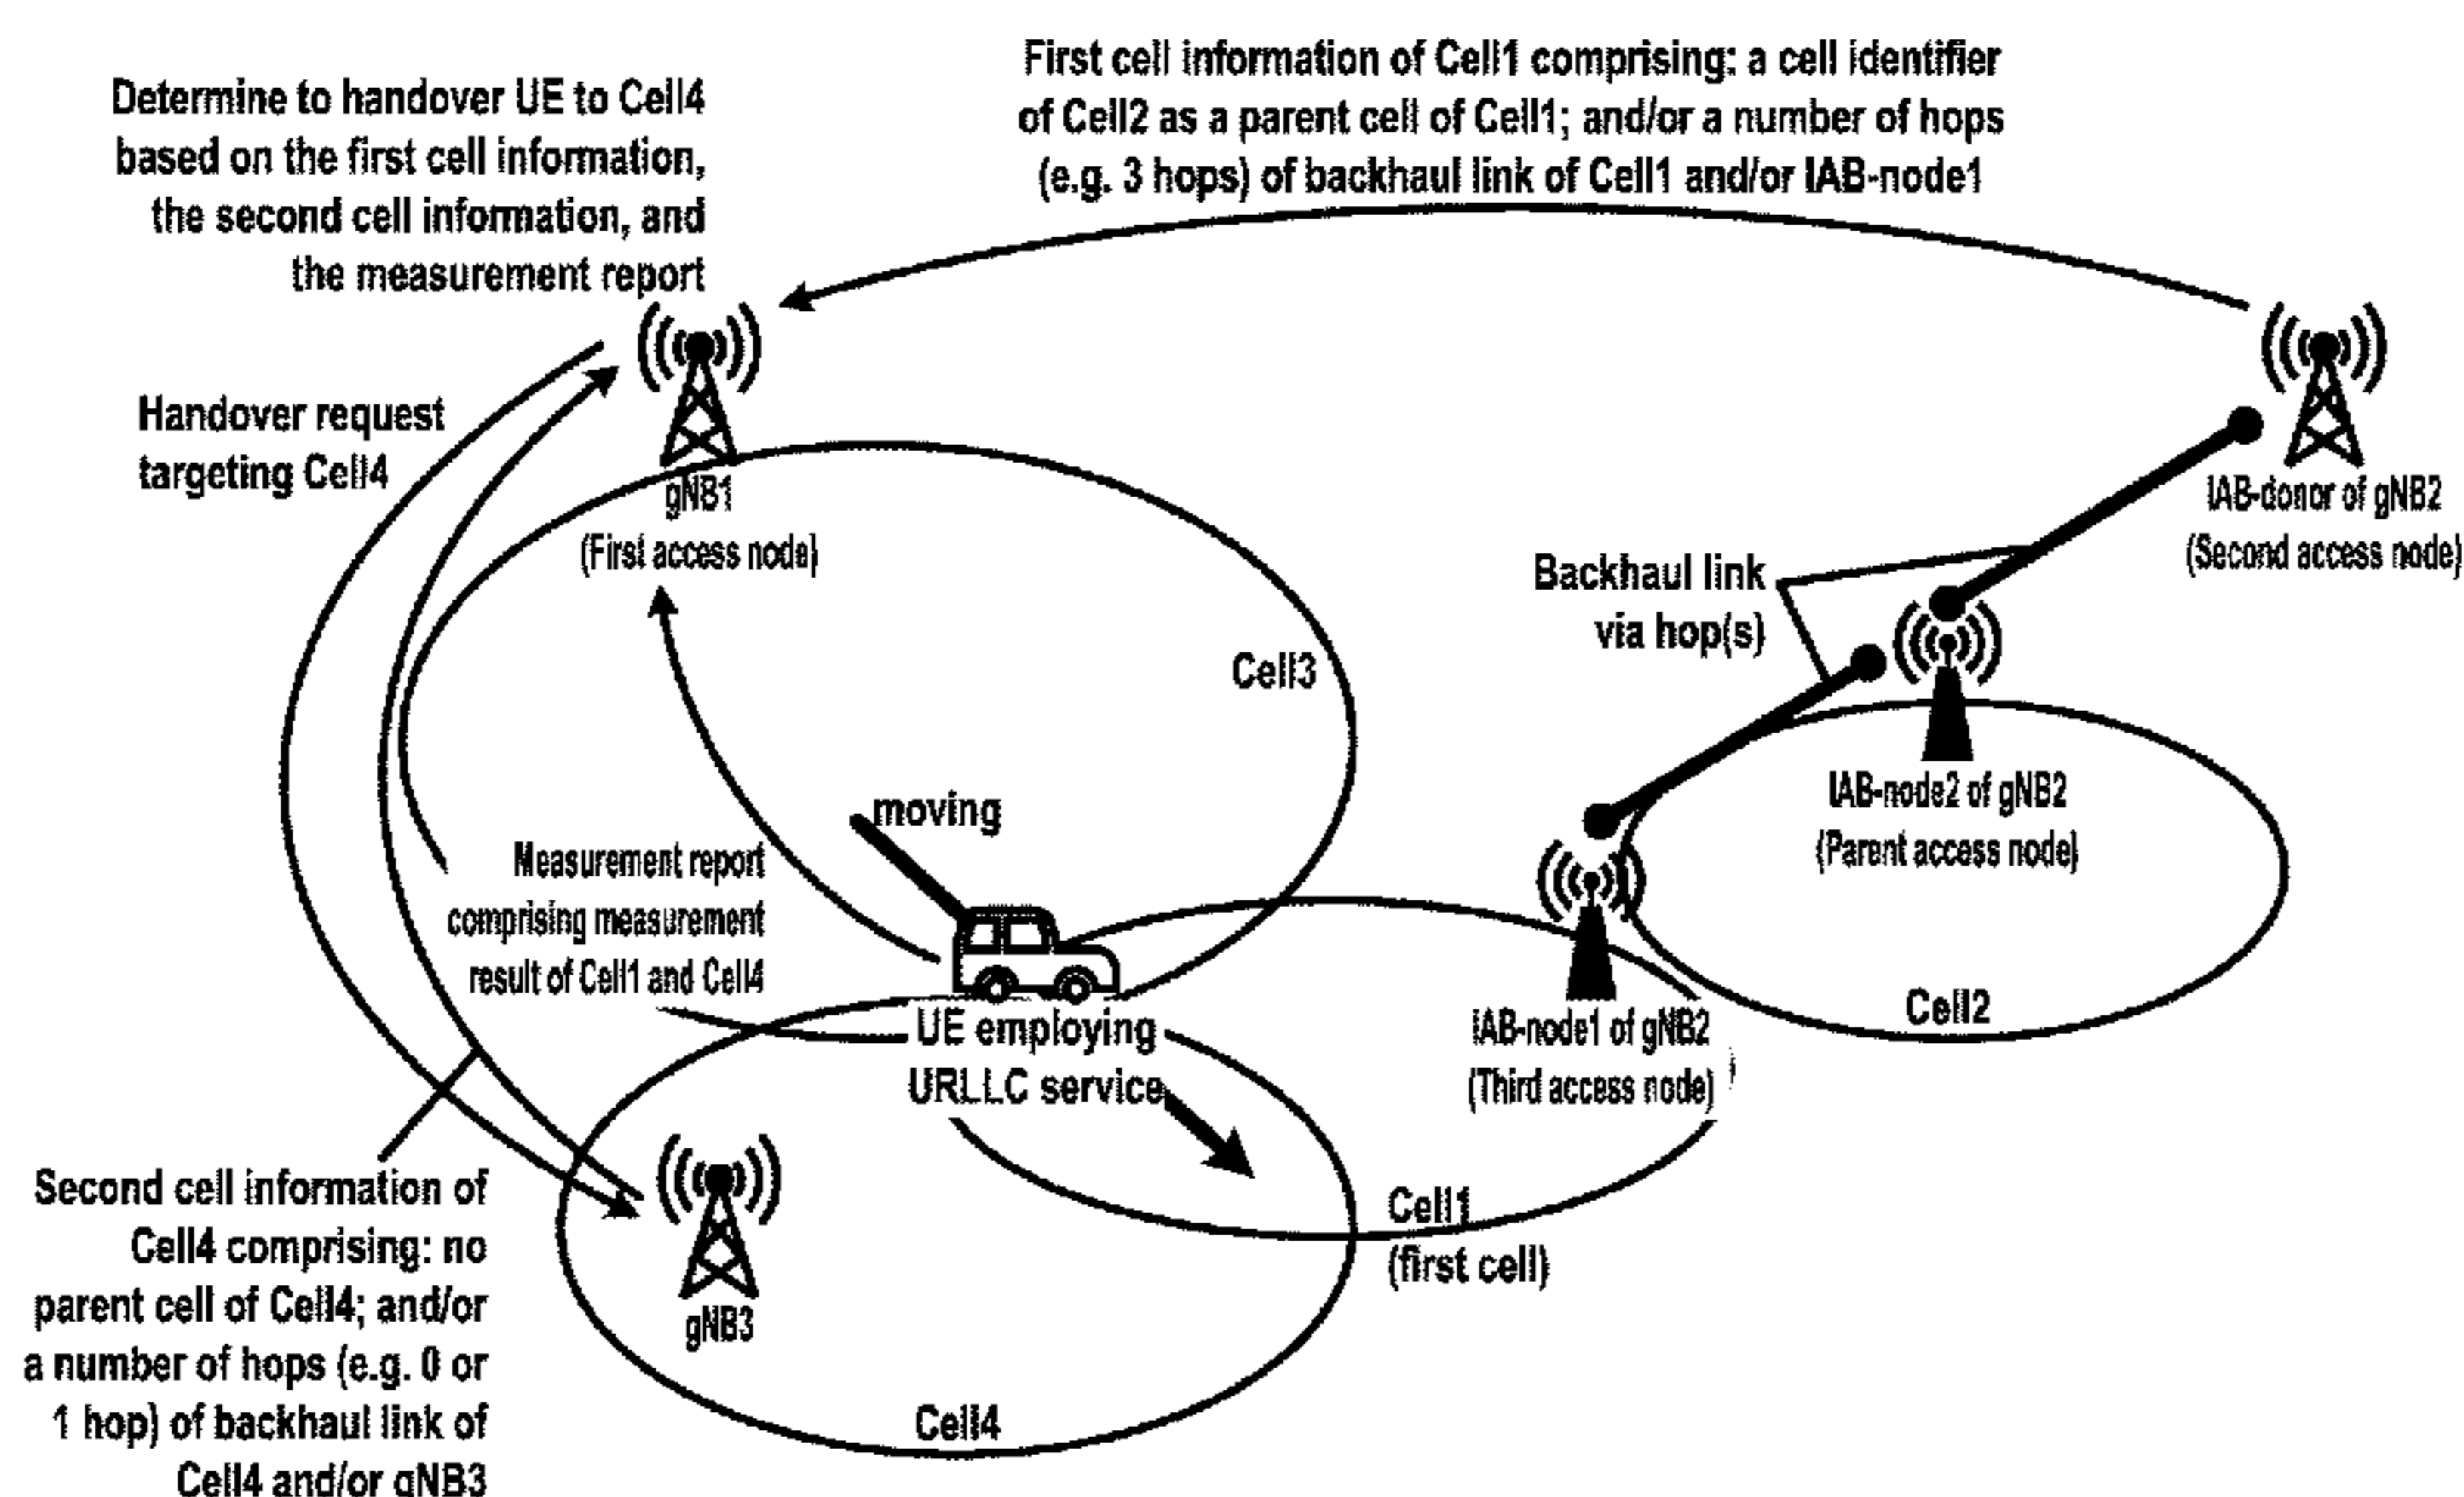 First cell information of Cell1 comprising: a cell identifier
of Cell2 as a parent cell of Cell1; and/or a number of hops
(e.g. 3 hops) of backhaul link of Cell1 and/or IAB-node1
Determine to handover UE to Cell4
based on the first cell information,
the second cell information, and
the measurement report
Handover request
targeting Cell4
gNB1
(First access node)
IAB-donor of gNB2
(Second access node)
Backhaul link
via hop(s)
Cell3
IAB-node2 of gNB2
(Parent access node)
moving
Measurement report
comprising measurement
result of Cell1 and Cell4
Cell2
UE employing
URLLC service
IAB-node1 of gNB2
(Third access node)
Cell1
(first cell)
Second cell information of
Cell4 comprising: no
parent cell of Cell4; and/or
a number of hops (e.g. 0 or
1 hop) of backhaul link of
Cell4 and/or gNB3
gNB3
Cell4